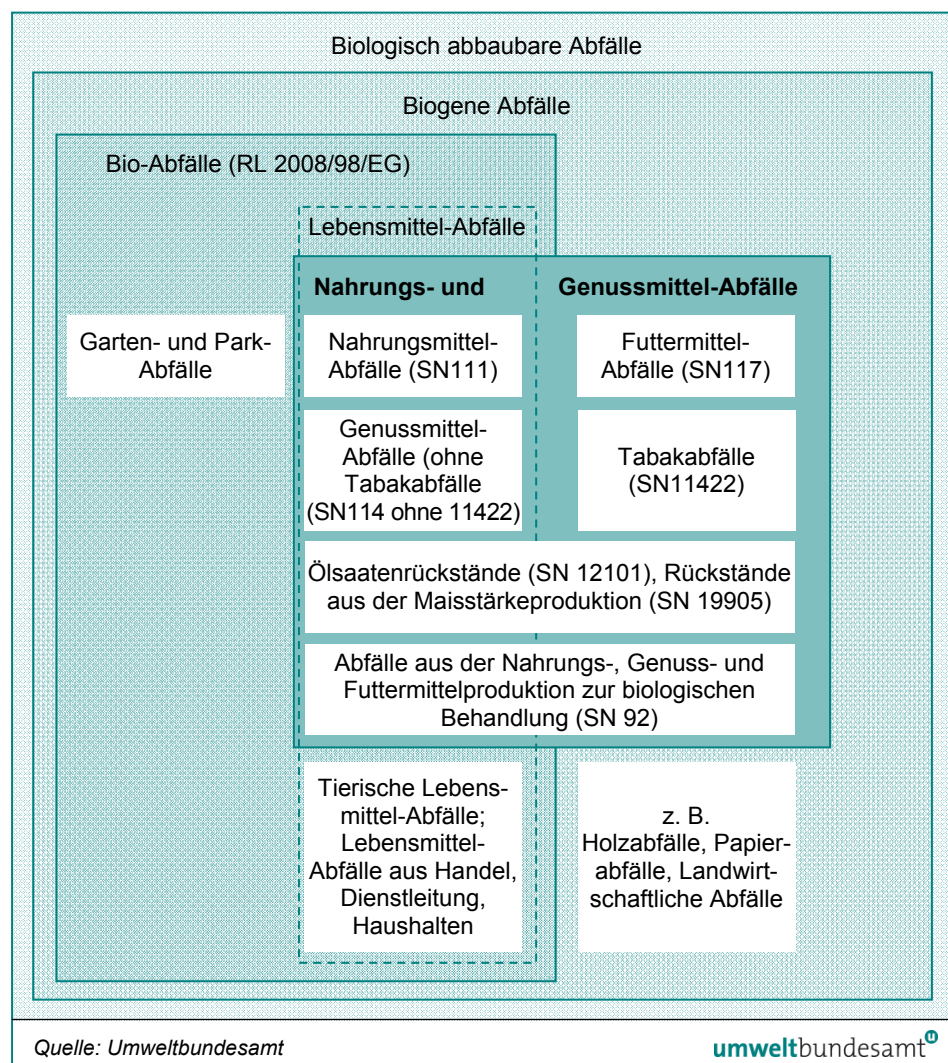 Biologisch abbaubare Abfälle
Biogene Abfälle
Bio-Abfälle (RL 2008/98/EG)
Lebensmittel-Abfälle
Nahrungs- und Genussmittel-Abfälle
Garten- und Park-
Abfälle
Nahrungsmittel-
Abfälle (SN111)
Futtermittel-
Abfälle (SN117)
Genussmittel-
Abfälle (ohne
Tabakabfälle
(SN114 ohne 11422)
Tabakabfälle
(SN11422)
Ölsaatenrückstände (SN 12101), Rückstände
aus der Maisstärkeproduktion (SN 19905)
Abfälle aus der Nahrungs-, Genuss- und
Futtermittelproduktion zur biologischen
Behandlung (SN 92)
Tierische Lebens-
mittel-Abfälle;
Lebensmittel-
Abfälle aus Handel,
Dienstleitung,
Haushalten
z. B.
Holzabfälle, Papier-
abfälle, Landwirt-
schaftliche Abfälle
Quelle: Umweltbundesamt
umweltbundesamt